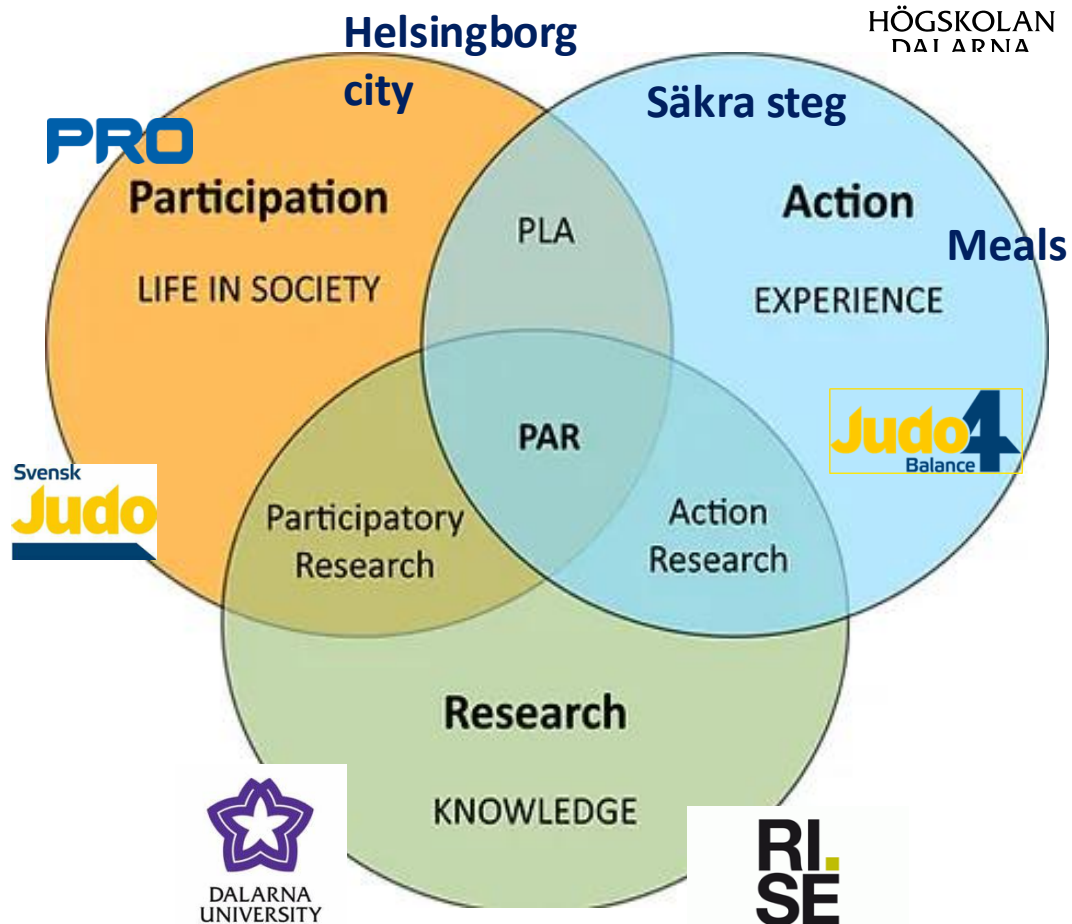 Helsingborg
city
HÖGSKOLAN
DALARNA
Säkra steg
PRO
Participation
LIFE IN SOCIETY
PLA
Action
Meals
EXPERIENCE
PAR
Judo4
Balance
Svensk
Judo
Participatory
Research
Action
Research
Research
KNOWLEDGE
DALARNA
UNIVERSITY
RI.
SE